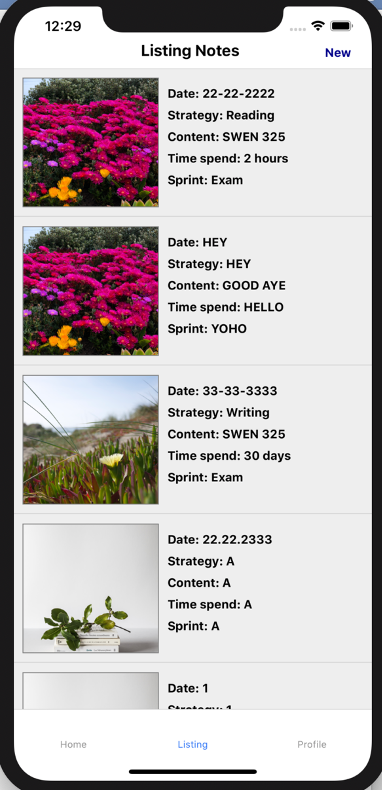 12:29
Listing Notes
New
Date: 22-22-2222
Strategy: Reading
Content: SWEN 325
Time spend: 2 hours
Sprint: Exam
Date: HEY
Strategy: HEY
Content: GOOD AYE
Time spend: HELLO
Sprint: YOHO
Date: 33-33-3333
Strategy: Writing
Content: SWEN 325
Time spend: 30 days
Sprint: Exam
Date: 22.22.2333
Strategy: A
Content: A
Time spend: A
Sprint: A
Date: 1
Strategy: 1
Home
Listing
Profile